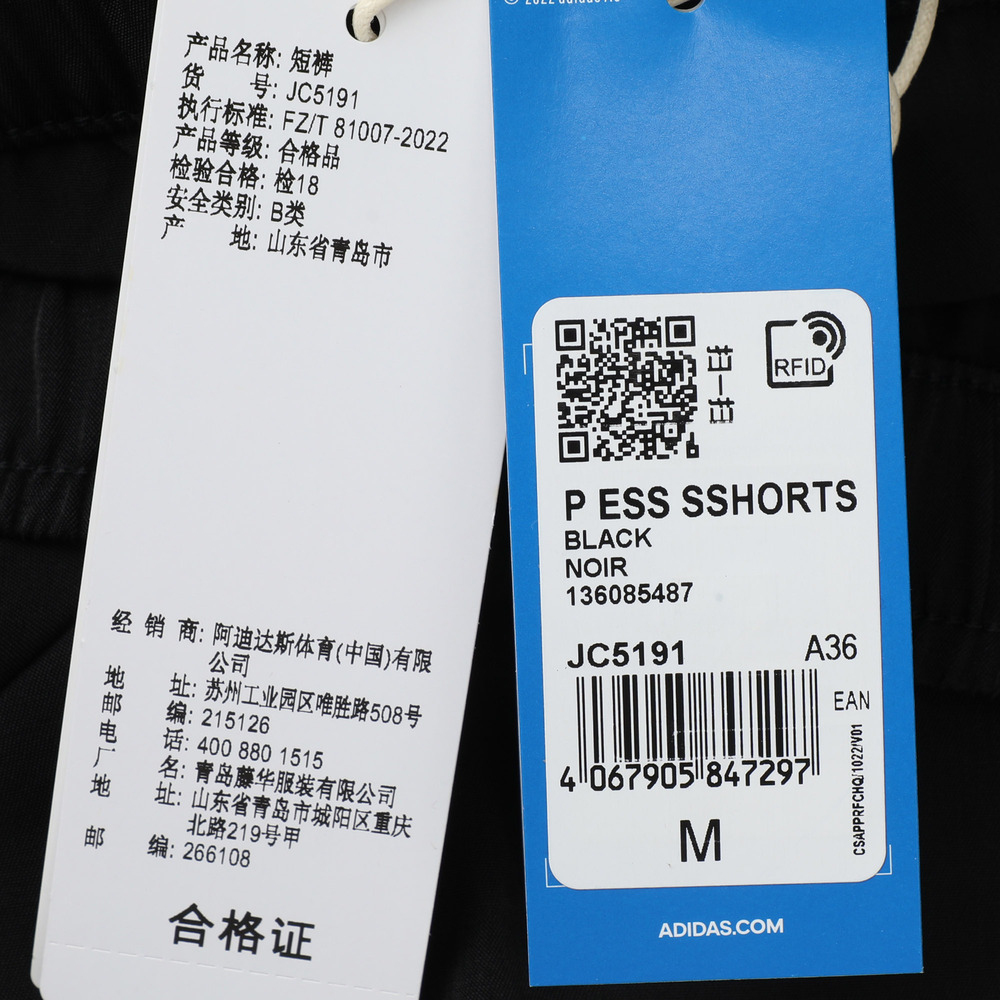 产品名称: 短裤
货 号: JC5191
执行标准: FZ/T 81007-2022
产品等级: 合格品
检验合格: 检18
安全类别: B类
产 地: 山东省青岛市
经 销 商: 阿迪达斯体育(中国)有限
公司
地 址: 苏州工业园区唯胜路508号
邮 编: 215126
电 话: 400 880 1515
厂 名: 青岛藤华服装有限公司
地 址: 山东省青岛市城阳区重庆
北路219号甲
邮 编: 266108
合格证
扫一扫
RFID
P ESS SSHORTS
BLACK
NOIR
136085487
JC5191 A36
EAN
4 067905 847297
CSAPPRFCHQ/1022/V01
M
ADIDAS.COM